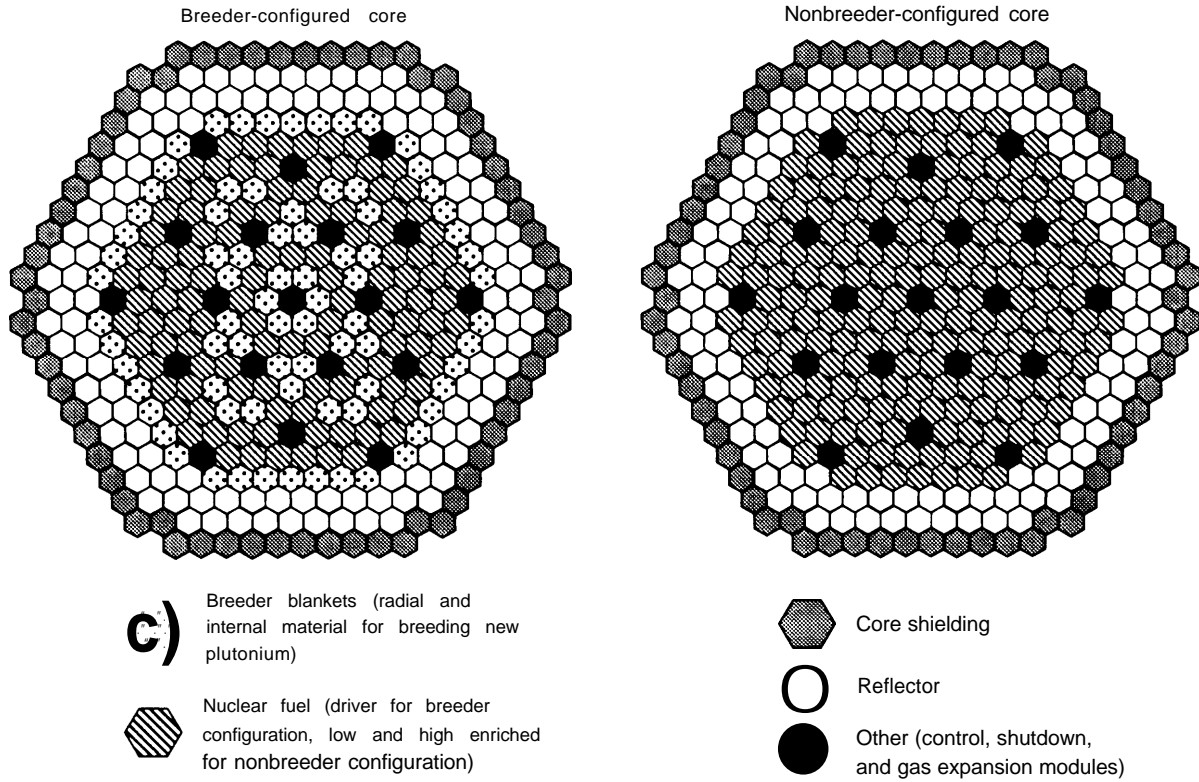 Breeder-configured core
Nonbreeder-configured core
c)
Breeder blankets (radial and
internal material for breeding new
plutonium)
Nuclear fuel (driver for breeder
configuration, low and high enriched
for nonbreeder configuration)
Core shielding
Reflector
Other (control, shutdown,
and gas expansion modules)